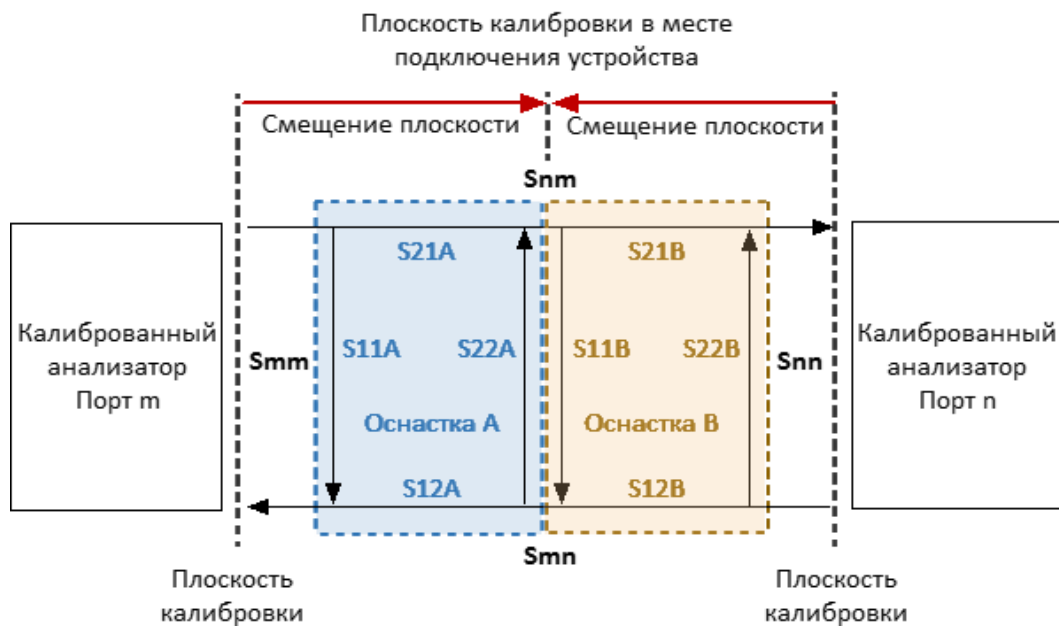 Плоскость калибровки в месте
подключения устройства
Смещение плоскости
Смещение плоскости
Snm
S21A
S21B
Калиброванный
анализатор
Порт m
Smm
S11A
S22A
S11B
S22B
Snn
Калиброванный
анализатор
Порт n
Оснастка A
Оснастка B
S12A
S12B
Smn
Плоскость
калибровки
Плоскость
калибровки